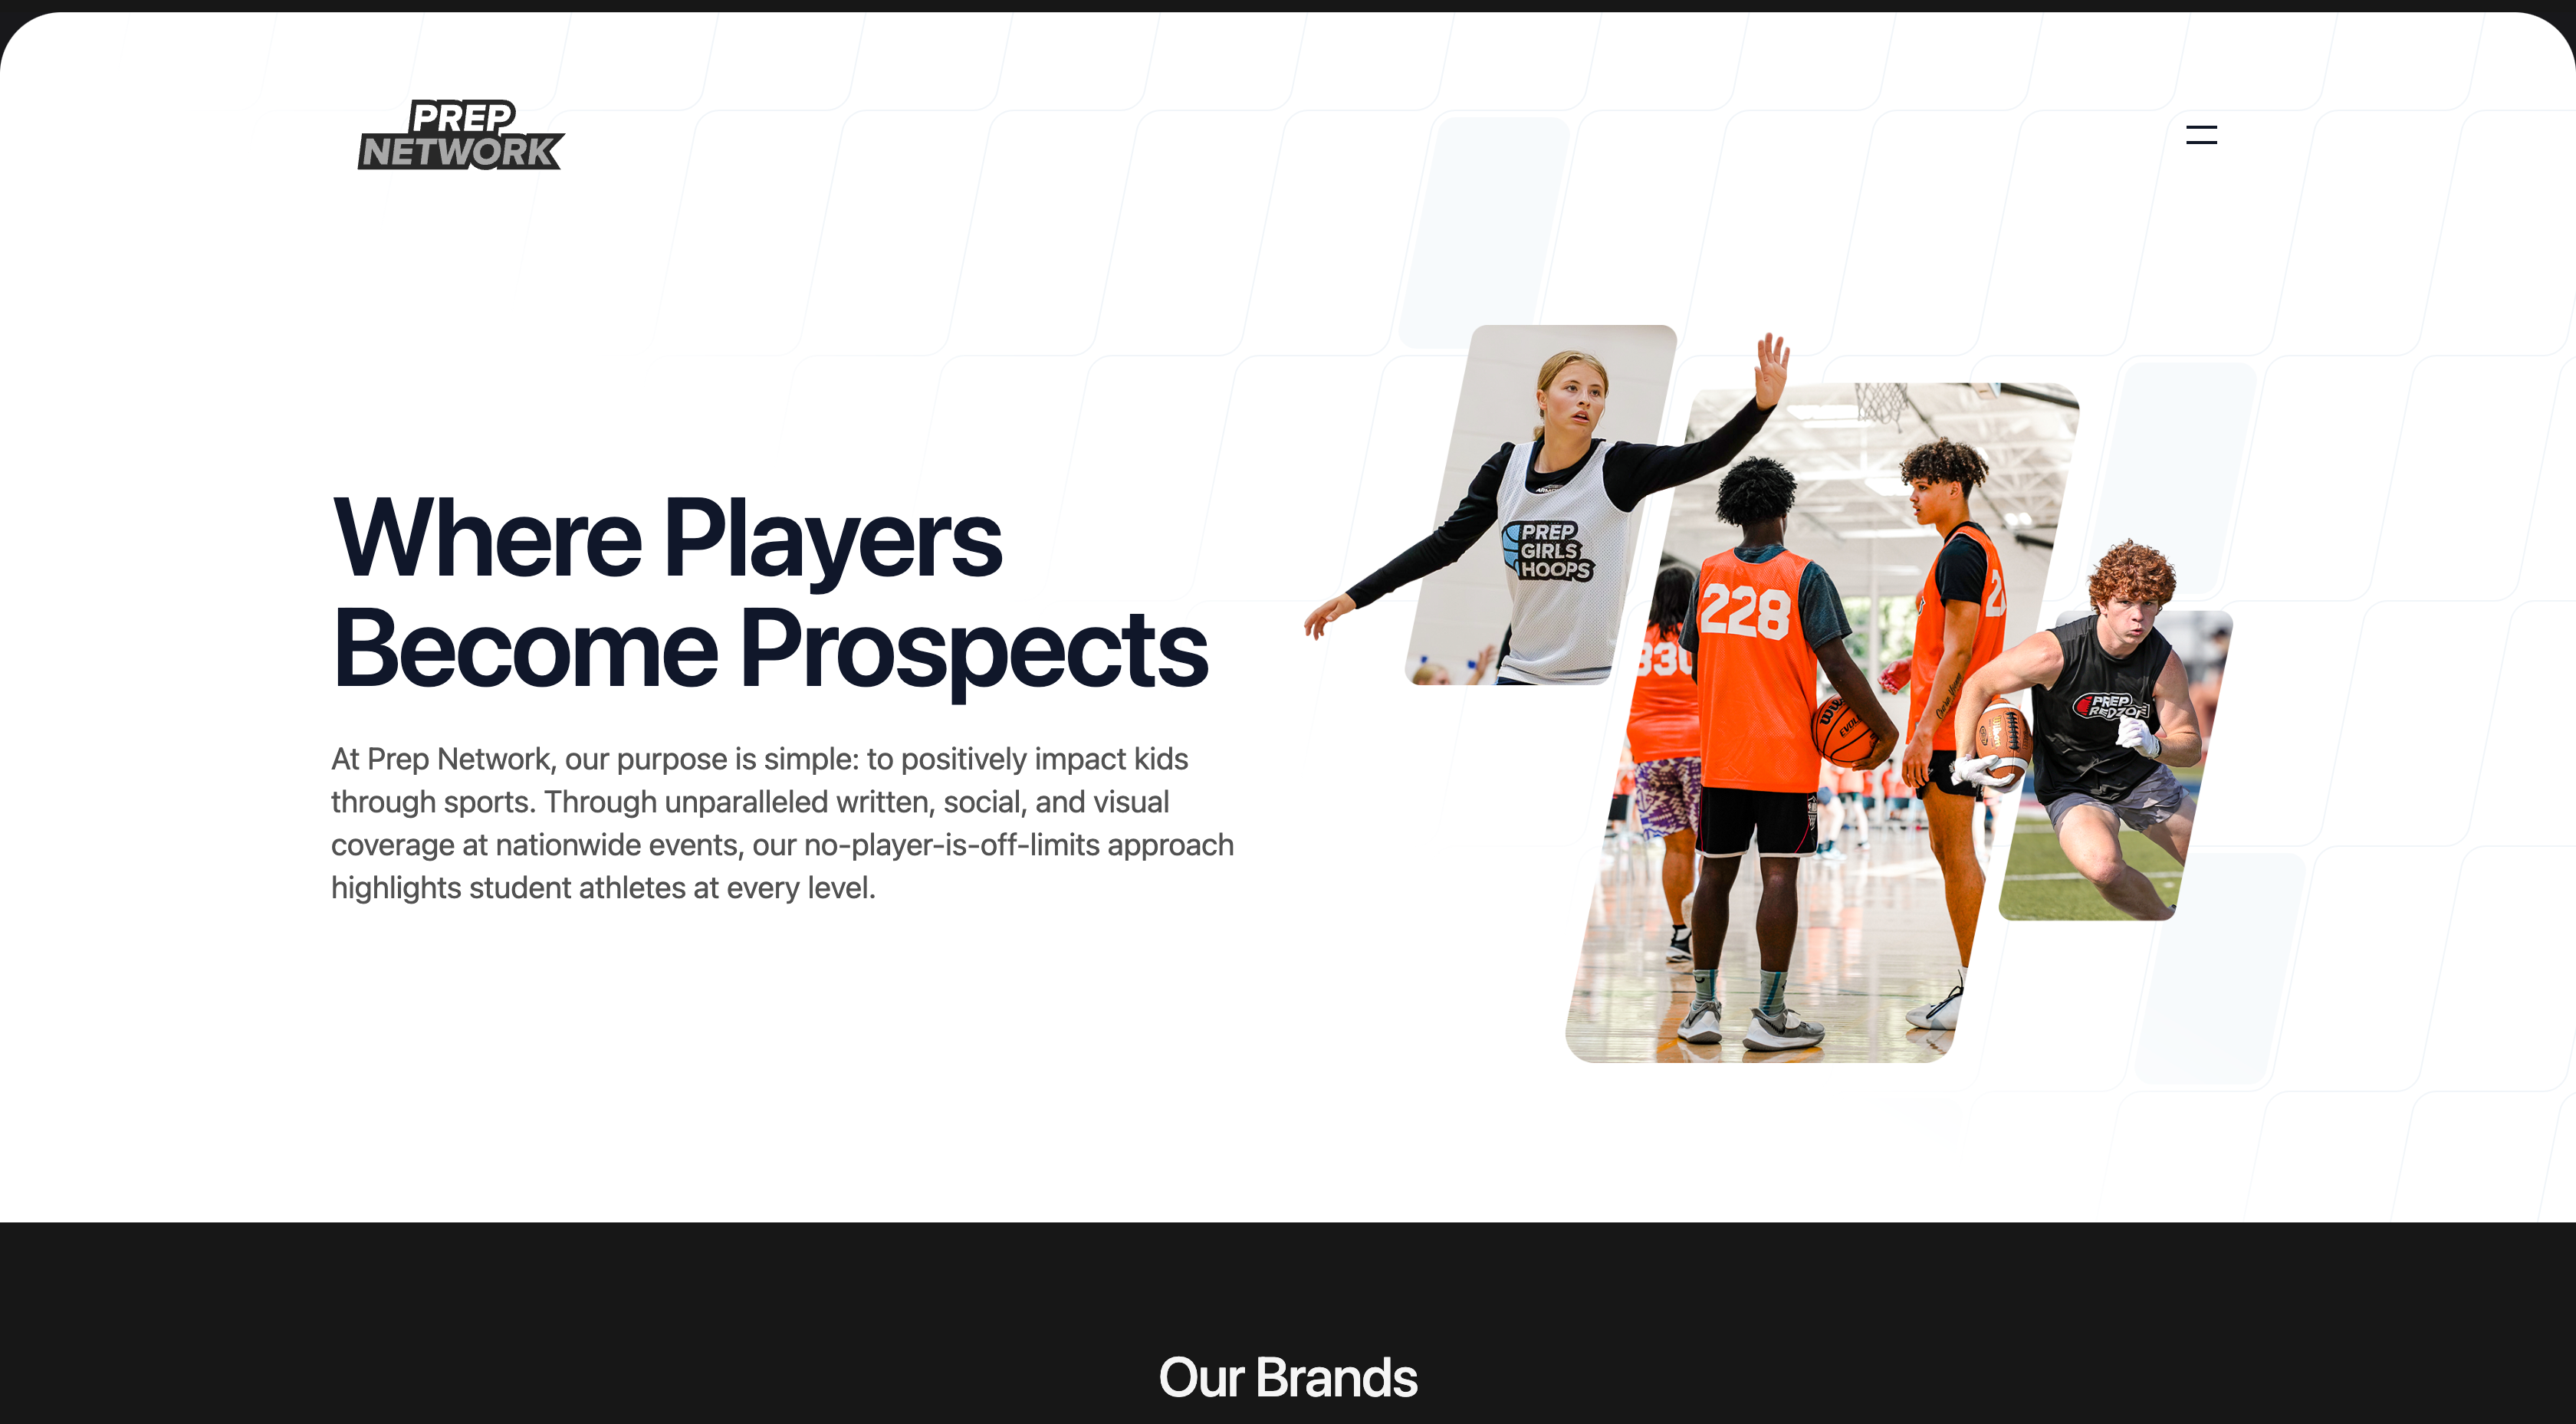 PREP
NETWORK
Where Players
Become Prospects
At Prep Network, our purpose is simple: to positively impact kids
through sports. Through unparalleled written, social, and visual
coverage at nationwide events, our no-player-is-off-limits approach
highlights student athletes at every level.
PREP
GIRLS
HOOPS
228
330
2
PREP
REDZONE
Our Brands